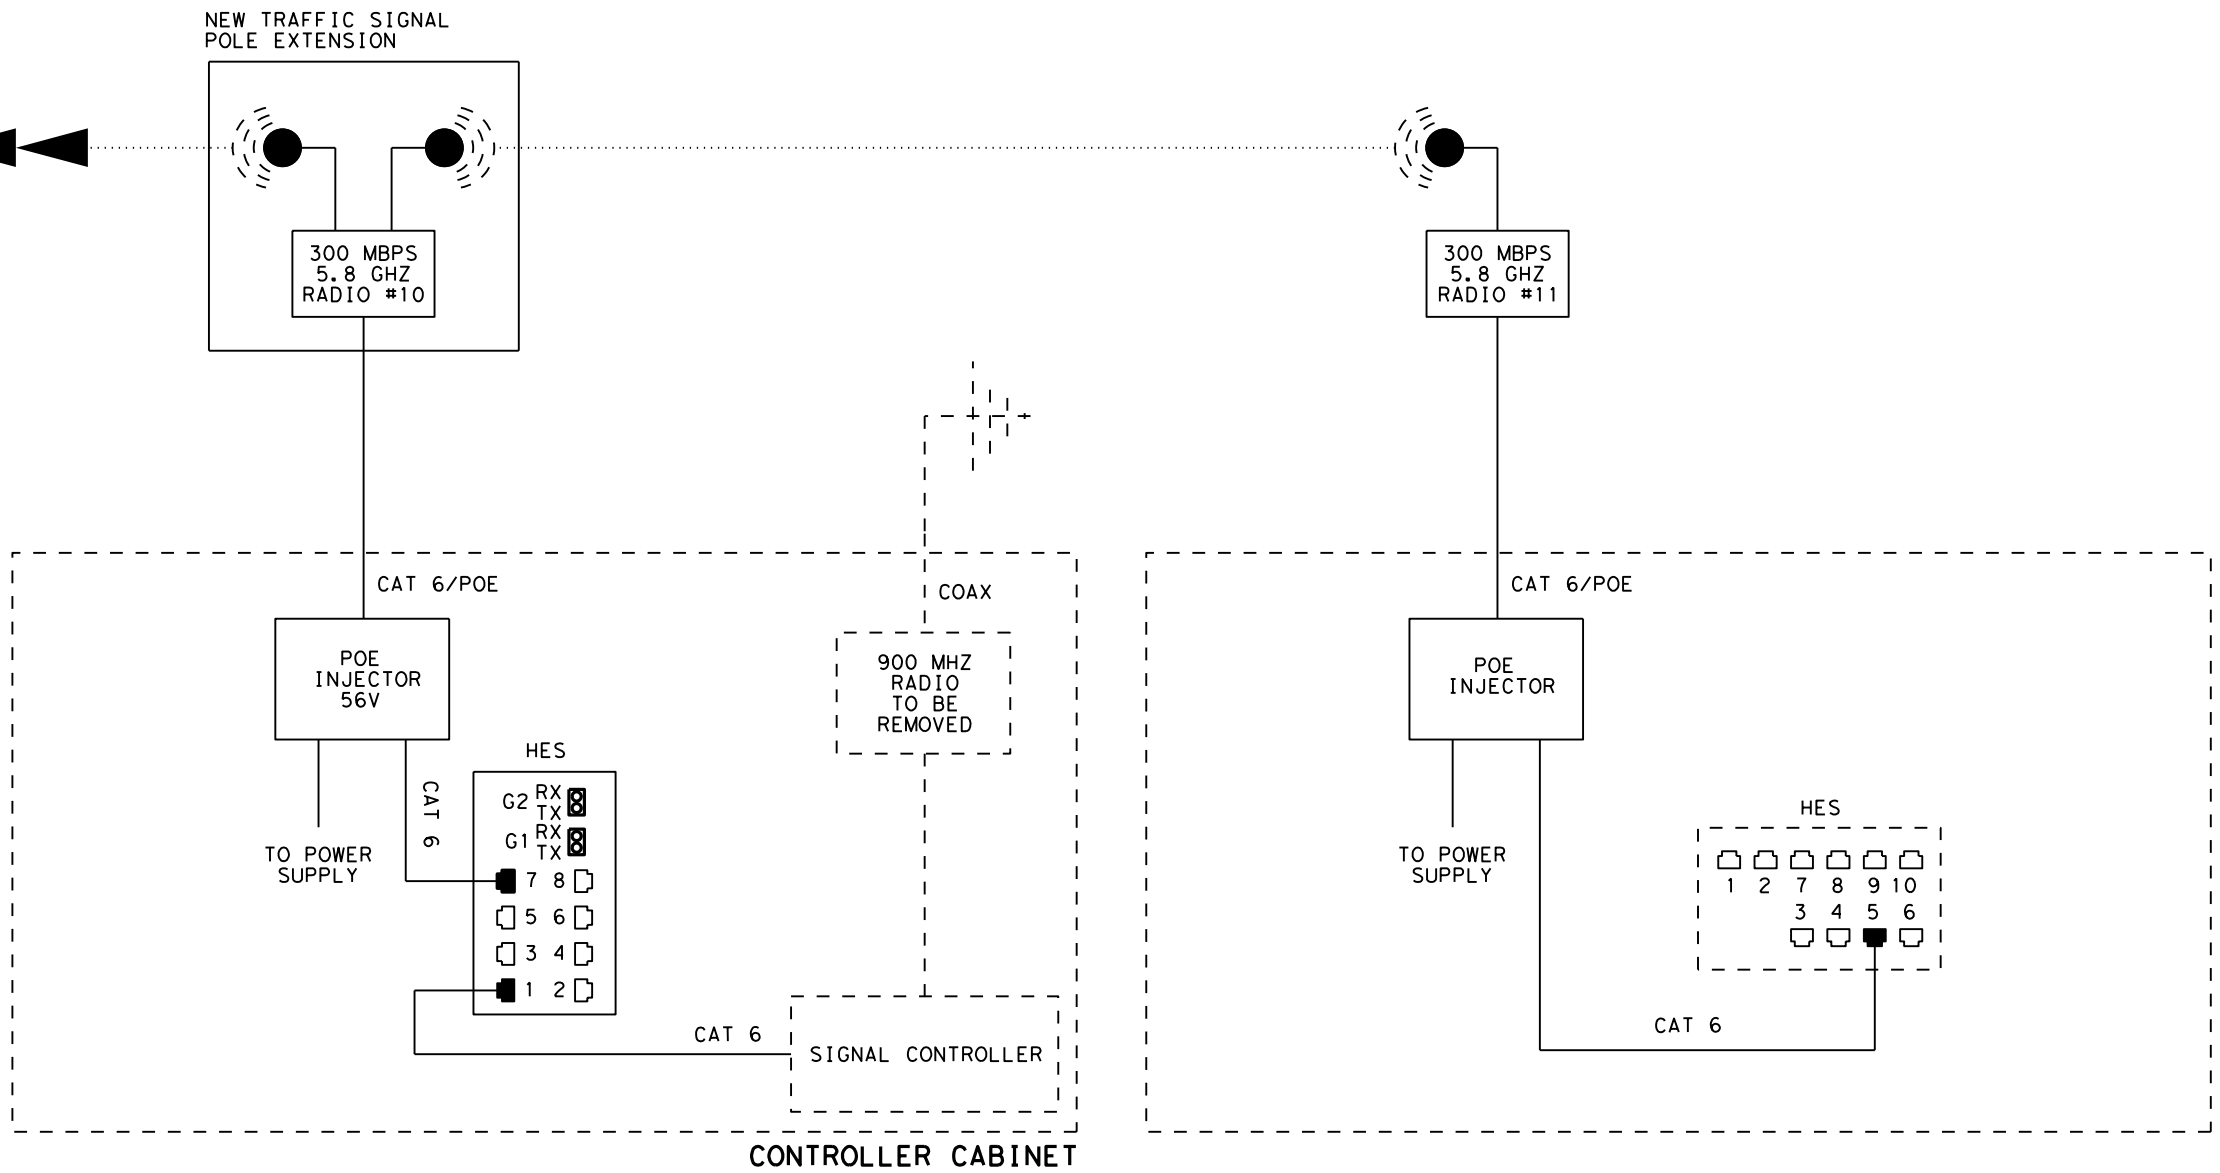 NEW TRAFFIC SIGNAL
POLE EXTENSION
300 MBPS
5.8 GHZ
RADIO #10
300 MBPS
5.8 GHZ
RADIO #11
CAT 6/POE
COAX
CAT 6/POE
POE
INJECTOR
56V
900 MHZ
RADIO
TO BE
REMOVED
POE
INJECTOR
TO POWER
SUPPLY
CAT 6
HES
G2 RX
TX
G1 RX
TX
7 8
5 6
3 4
1 2
CAT 6
SIGNAL CONTROLLER
TO POWER
SUPPLY
HES
1 2 7 8 9 10
3 4 5 6
CAT 6
CONTROLLER CABINET